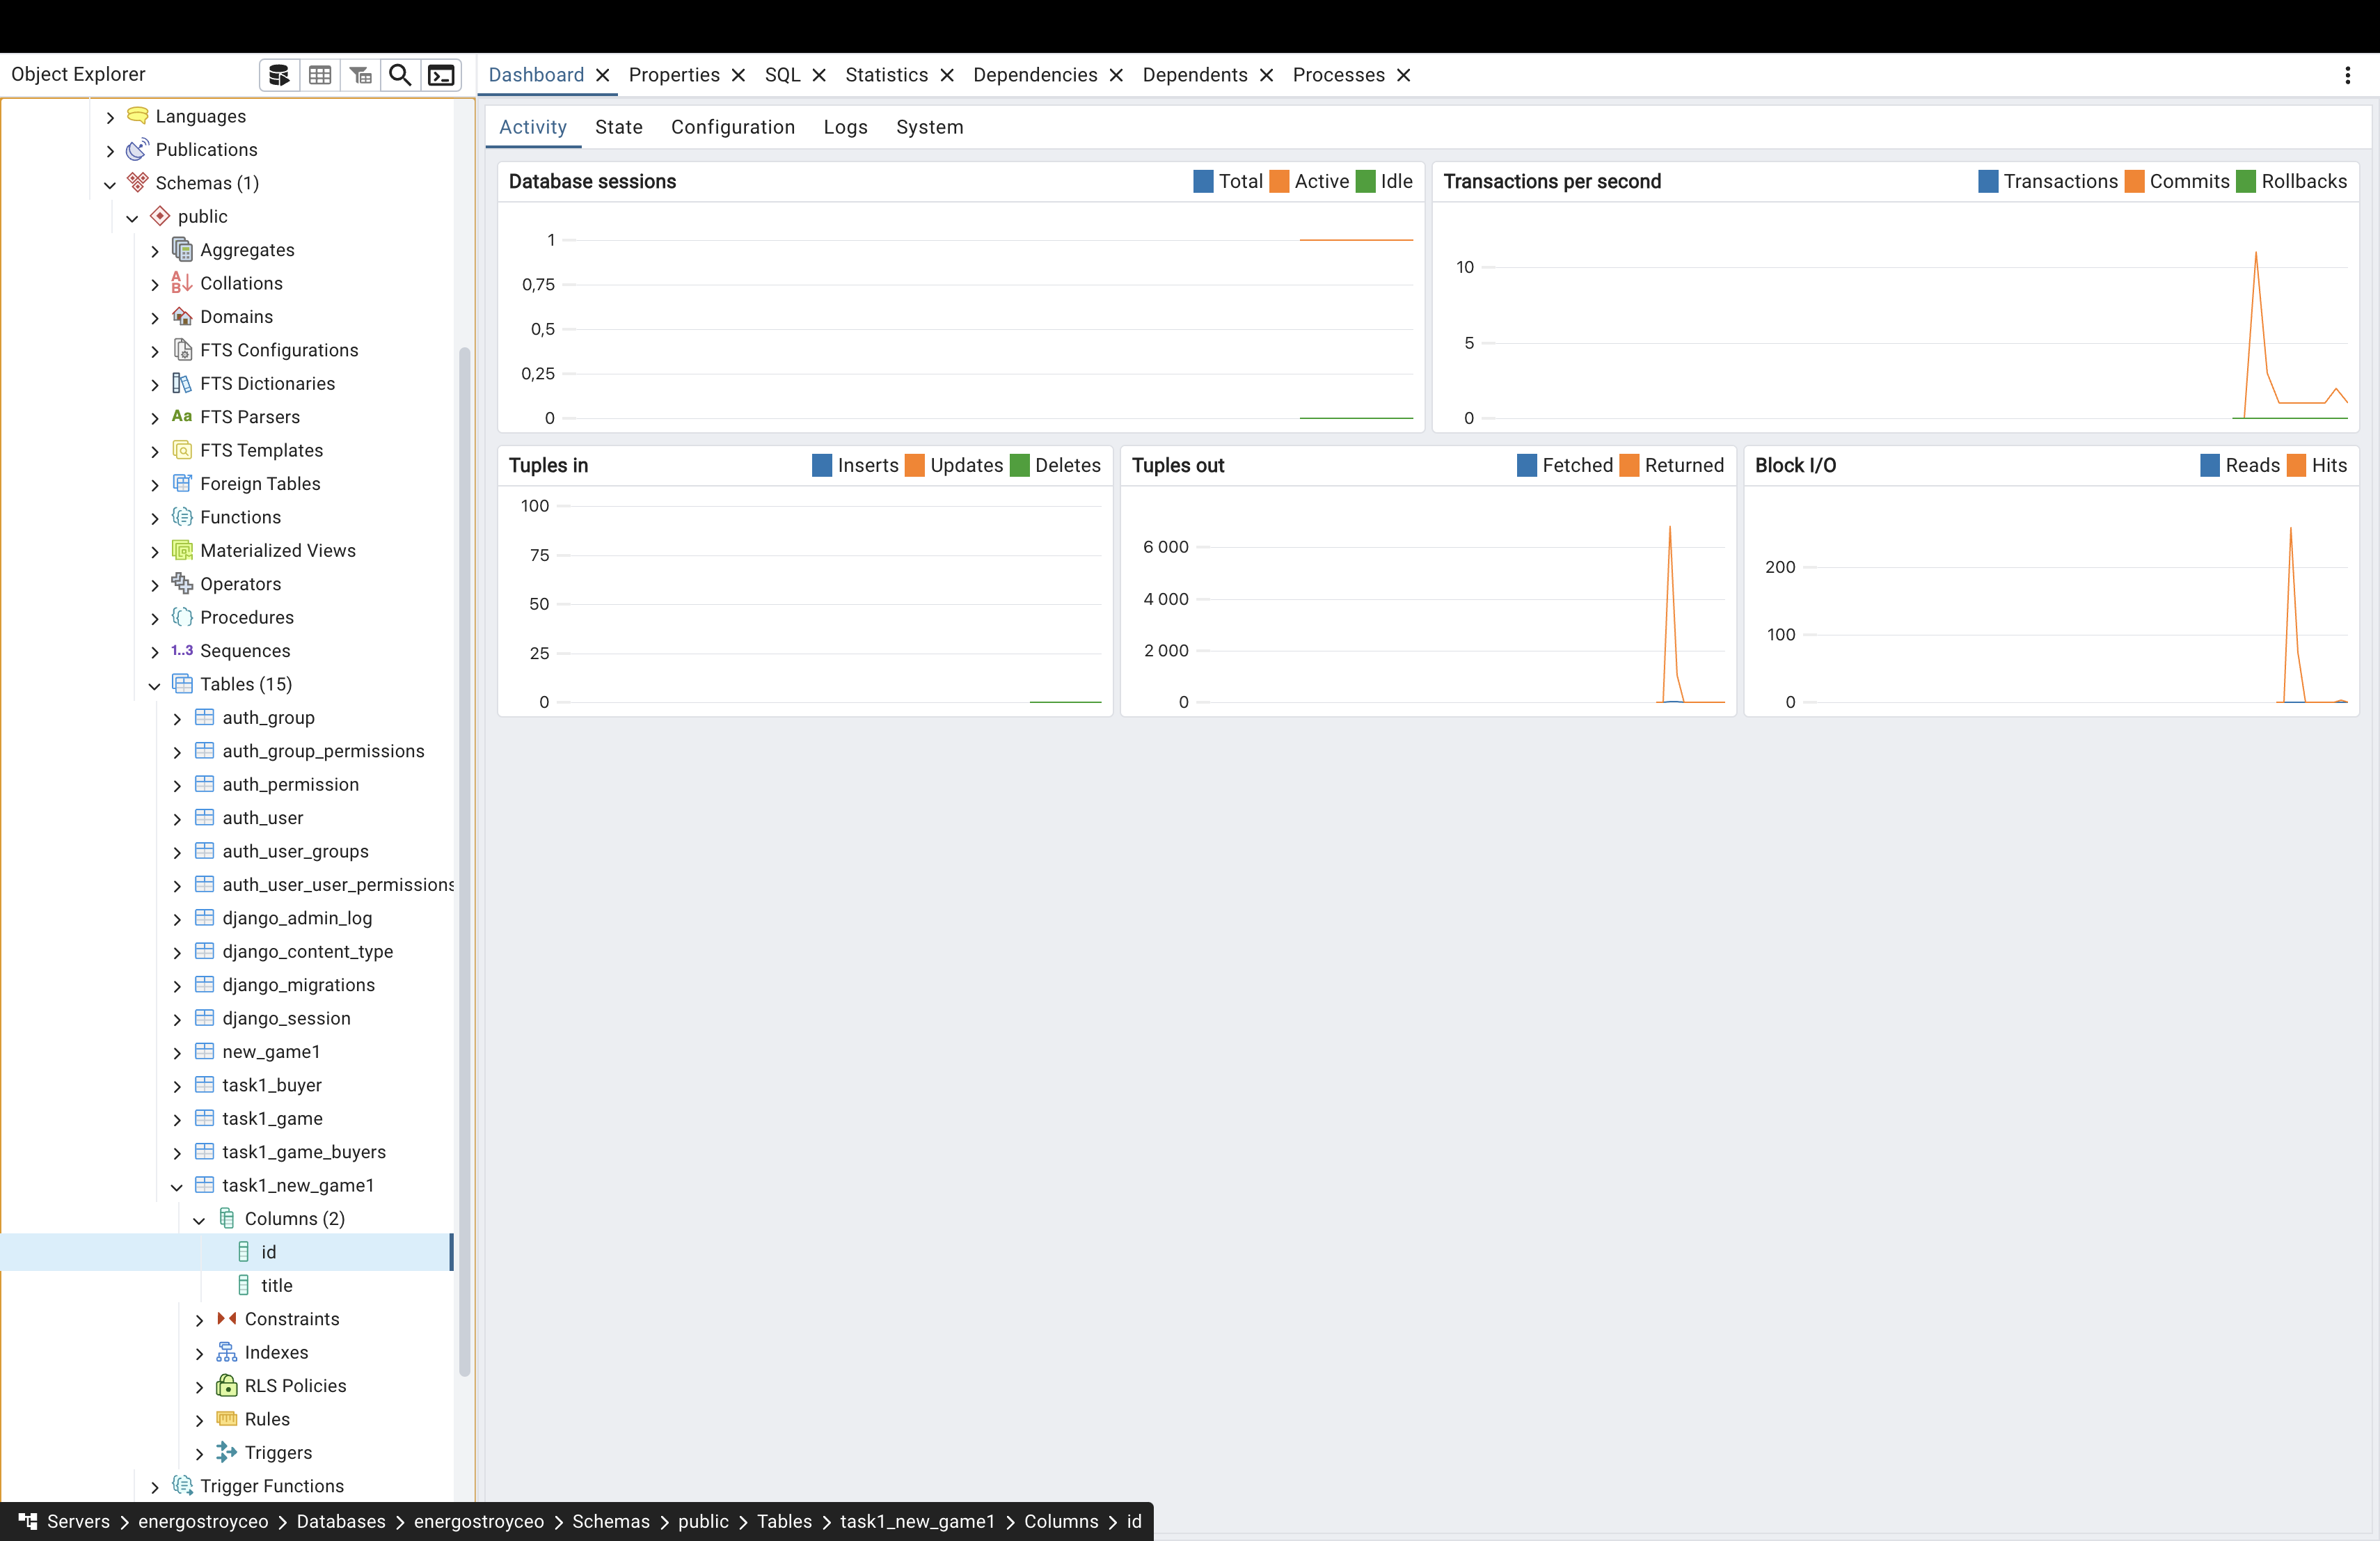 Object Explorer
Dashboard Properties SQL Statistics Dependencies Dependents Processes
Languages
Publications
Schemas (1)
public
Aggregates
Collations
Domains
FTS Configurations
FTS Dictionaries
Aa FTS Parsers
FTS Templates
Foreign Tables
Functions
Materialized Views
Operators
Procedures
1..3 Sequences
Tables (15)
auth_group
auth_group_permissions
auth_permission
auth_user
auth_user_groups
auth_user_user_permissions
django_admin_log
django_content_type
django_migrations
django_session
new_game1
task1_buyer
task1_game
task1_game_buyers
task1_new_game1
Columns (2)
id
title
Constraints
Indexes
RLS Policies
Rules
Triggers
Trigger Functions
Activity State Configuration Logs System
Database sessions Total Active Idle
1
0,75
0,5
0,25
0
Transactions per second Transactions Commits Rollbacks
10
5
0
Tuples in Inserts Updates Deletes
100
75
50
25
0
Tuples out Fetched Returned
6 000
4 000
2 000
0
Block I/O Reads Hits
200
100
0
Servers > energostroyceo > Databases > energostroyceo > Schemas > public > Tables > task1_new_game1 > Columns > id